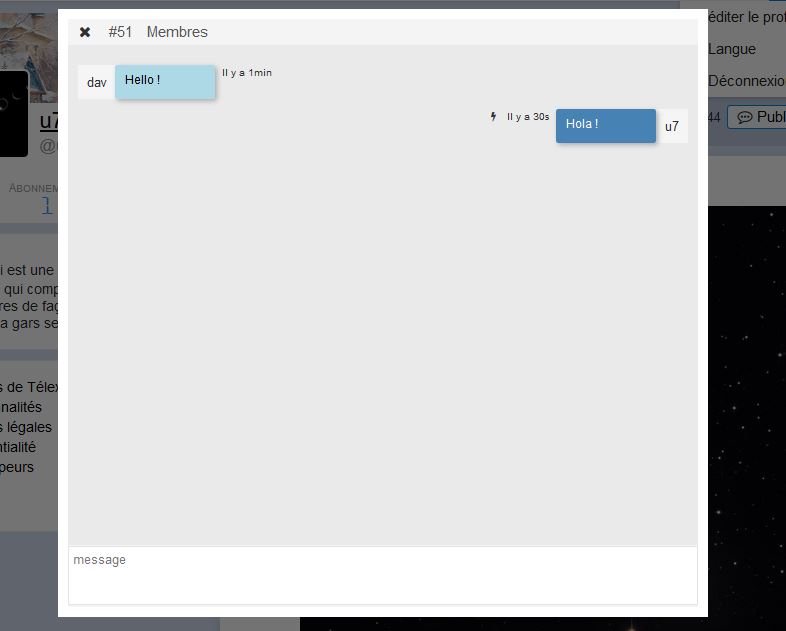 #51 Membres
dav
Hello !
Il y a 1min
Il y a 30s
Hola !
u7
message
u7
@
ABONNEM
1
i est une
qui comp
res de faç
a gars se
s de Télex
nalités
s légales
ntialité
peurs
éditer le prof
Langue
Déconnexio
44
Publ